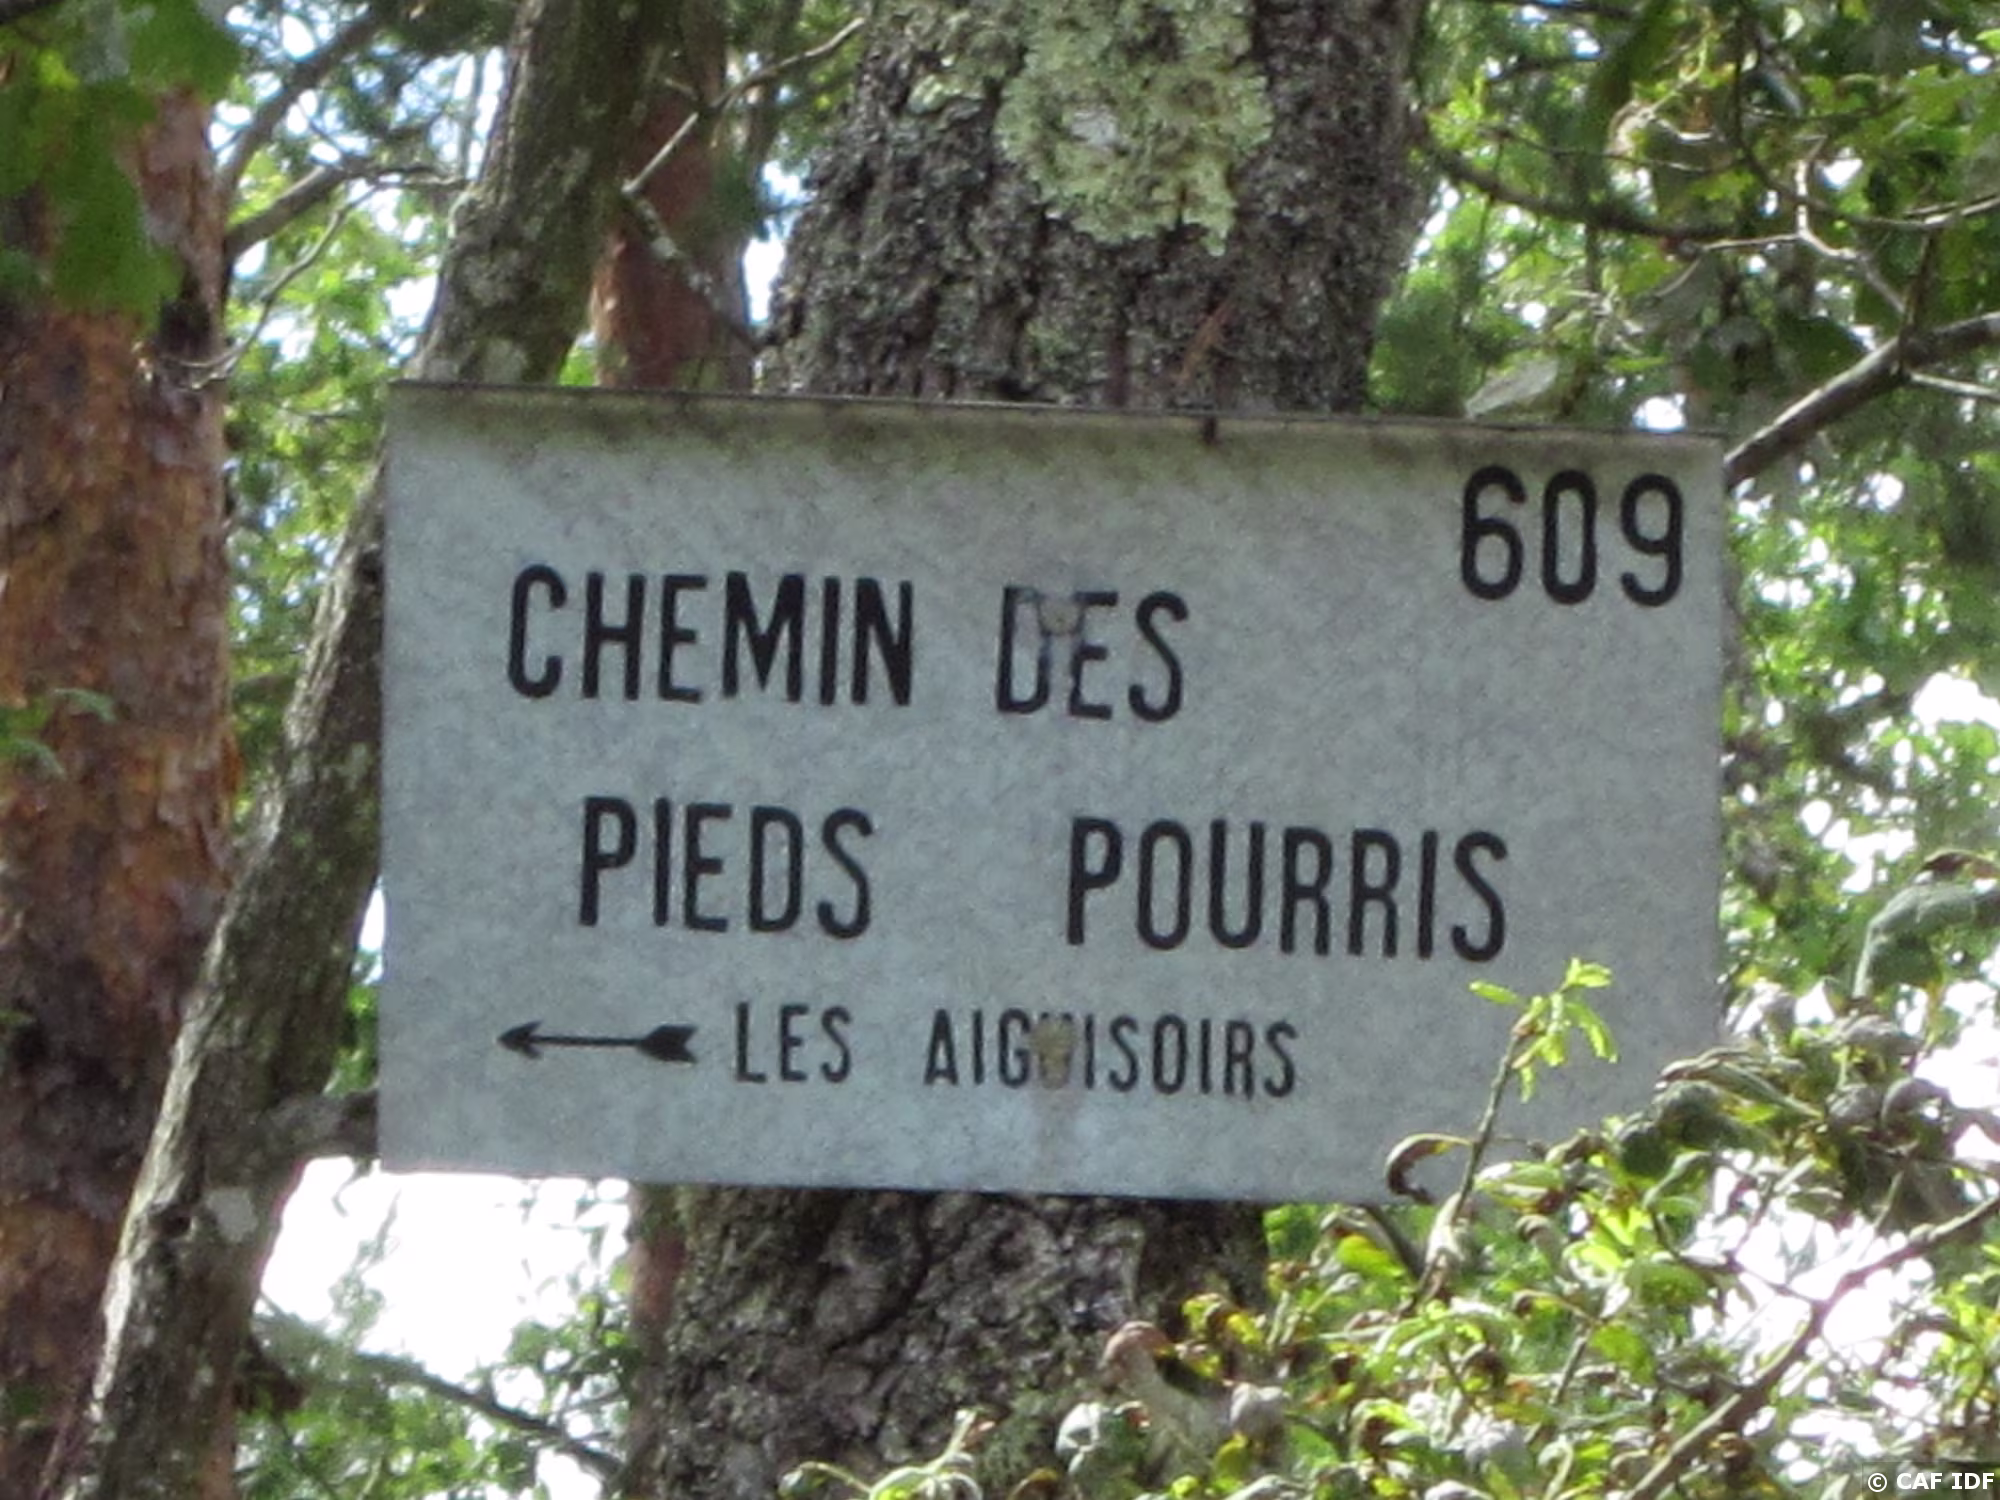 609
CHEMIN DES
PIEDS POURRIS
LES AIGUISOIRS
© CAF IDF